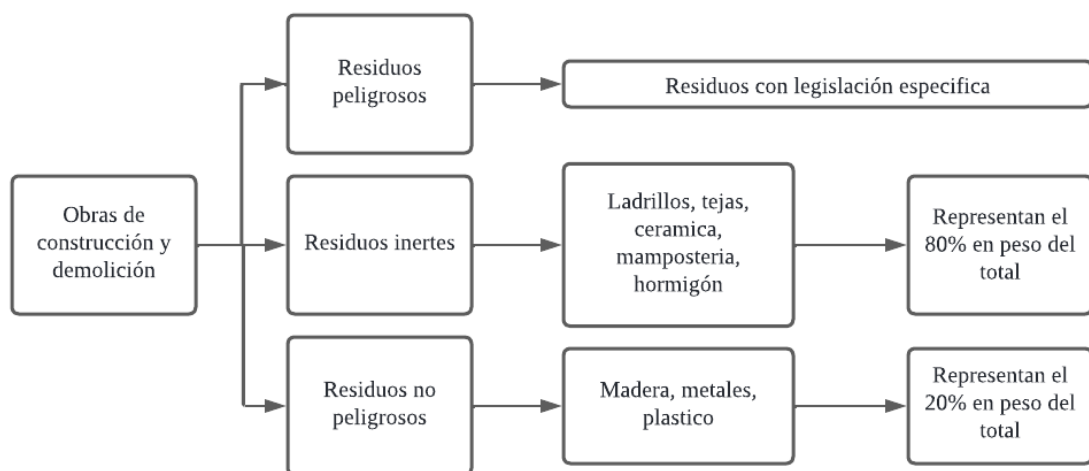 Residuos
peligrosos
Residuos con legislación especifica
Obras de
construcción y
demolición
Residuos inertes
Ladrillos, tejas,
ceramica,
mamposteria,
hormigón
Representan el
80% en peso del
total
Residuos no
peligrosos
Madera, metales,
plastico
Representan el
20% en peso del
total